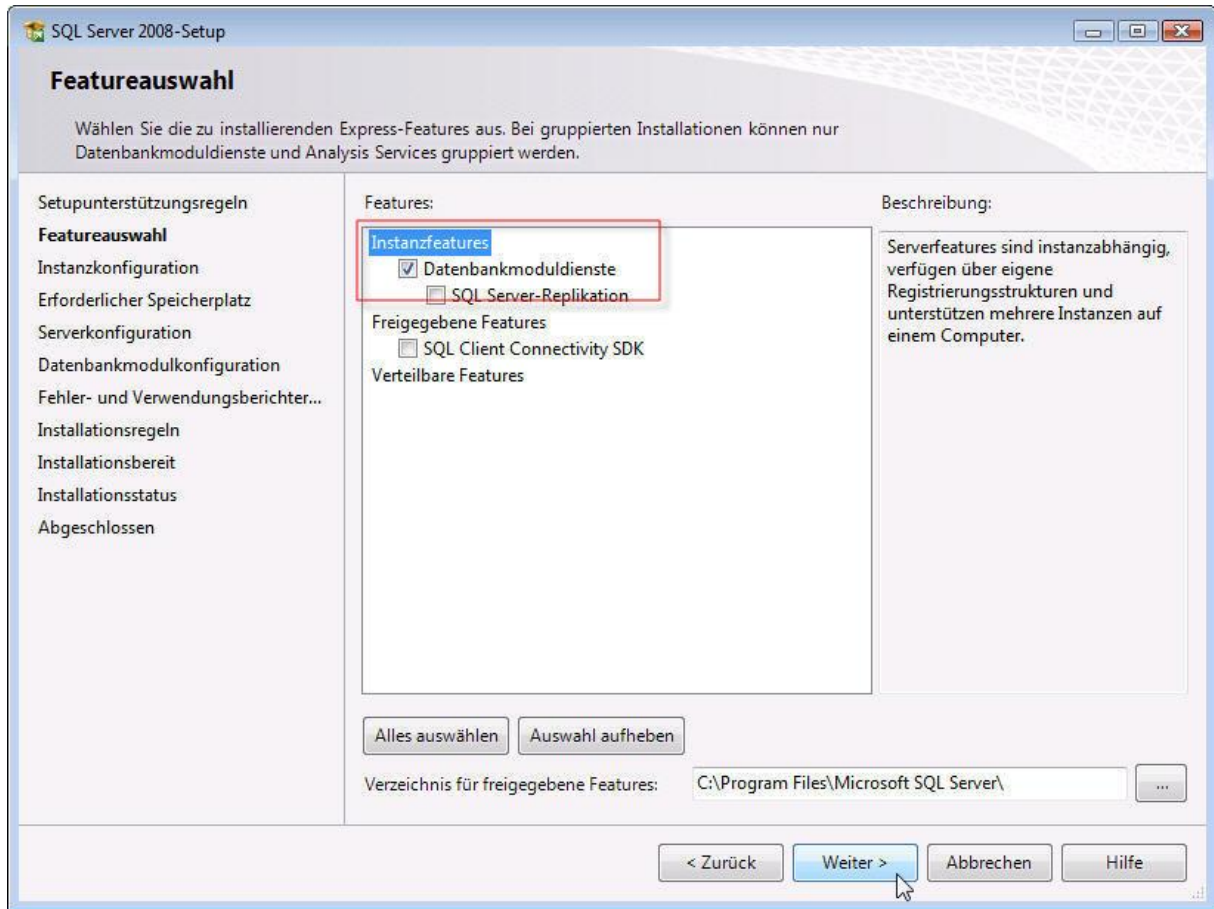 SQL Server 2008-Setup
Featureauswahl
Wählen Sie die zu installierenden Express-Features aus. Bei gruppierten Installationen können nur
Datenbankmoduldienste und Analysis Services gruppiert werden.
Setupunterstützungsregeln
Featureauswahl
Instanzkonfiguration
Erforderlicher Speicherplatz
Serverkonfiguration
Datenbankmodulkonfiguration
Fehler- und Verwendungsberichter...
Installationsregeln
Installationsbereit
Installationsstatus
Abgeschlossen
Features:
Instanzfeatures
Datenbankmoduldienste
SQL Server-Replikation
Freigegebene Features
SQL Client Connectivity SDK
Verteilbare Features
Beschreibung:
Serverfeatures sind instanzabhängig,
verfügen über eigene
Registrierungsstrukturen und
unterstützen mehrere Instanzen auf
einem Computer.
Alles auswählen
Auswahl aufheben
Verzeichnis für freigegebene Features:
C:\Program Files\Microsoft SQL Server\
...
< Zurück
Weiter >
Abbrechen
Hilfe